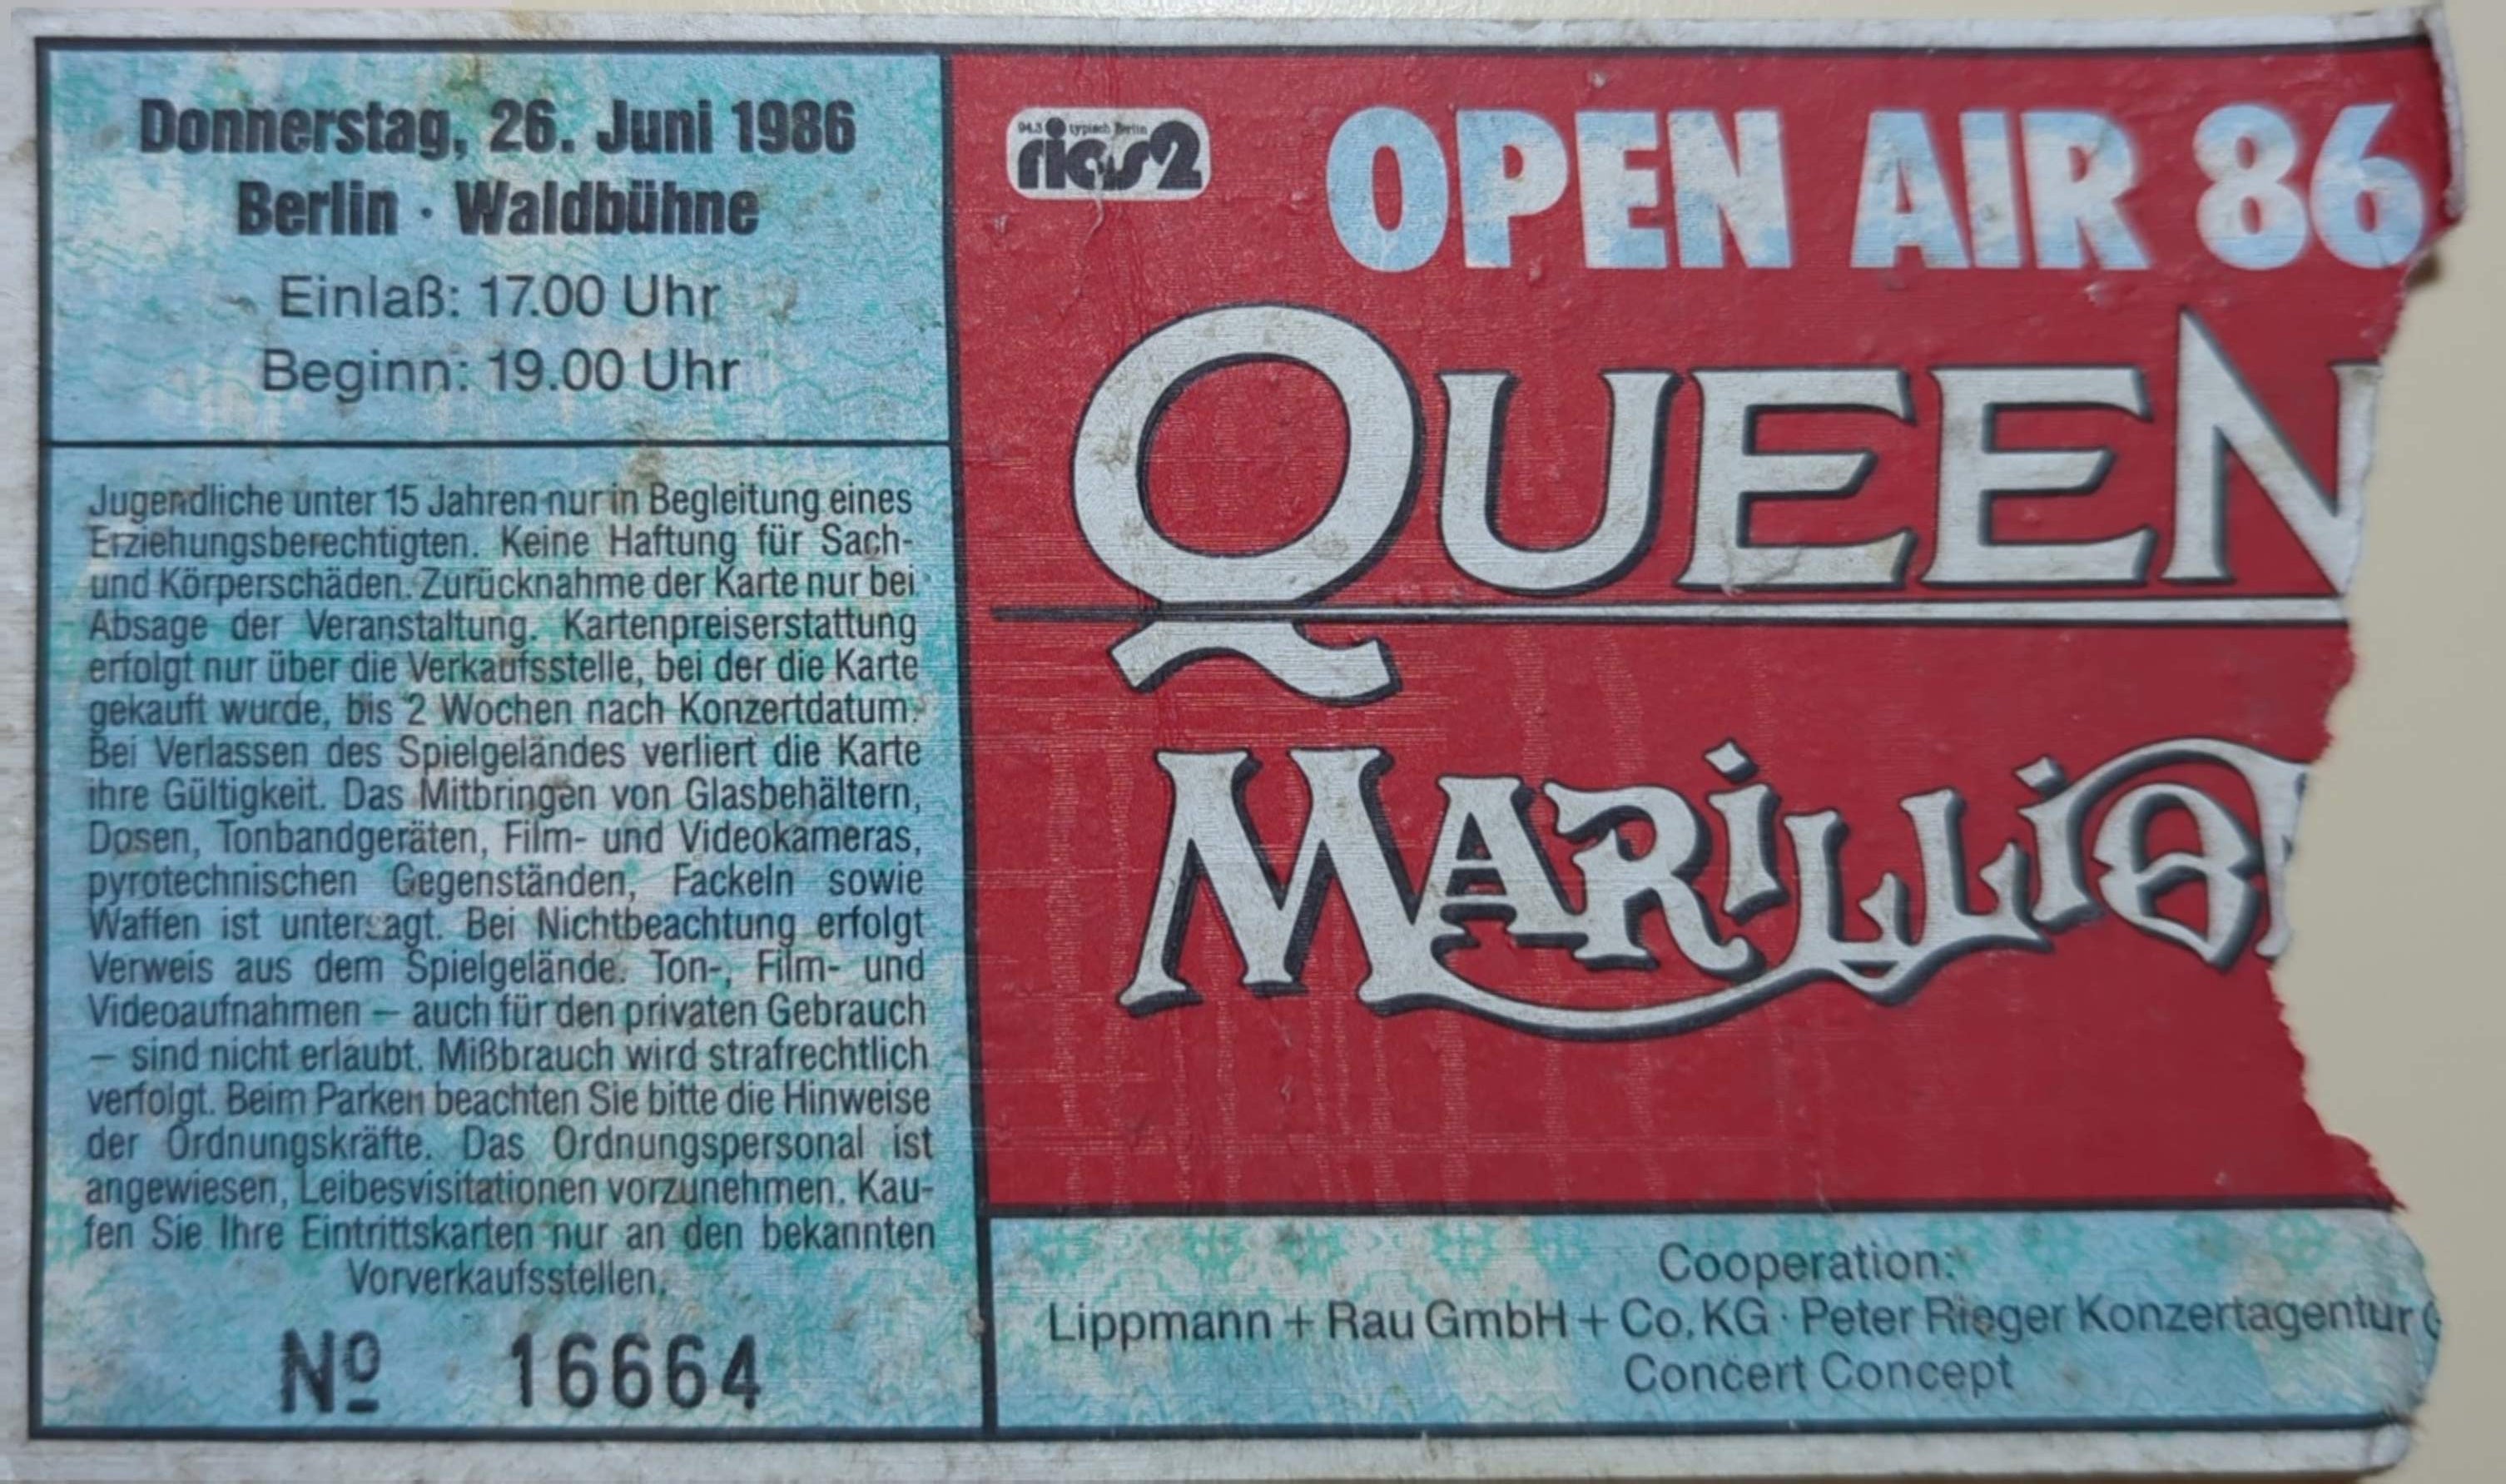 Donnerstag, 26. Juni 1986
Berlin · Waldbühne
Einlaß: 17.00 Uhr
Beginn: 19.00 Uhr
Jugendliche unter 15 Jahren nur in Begleitung eines
Erziehungsberechtigten. Keine Haftung für Sach-
und Körperschäden. Zurücknahme der Karte nur bei
Absage der Veranstaltung. Kartenpreiserstattung
erfolgt nur über die Verkaufsstelle, bei der die Karte
gekauft wurde, bis 2 Wochen nach Konzertdatum.
Bei Verlassen des Spielgeländes verliert die Karte
ihre Gültigkeit. Das Mitbringen von Glasbehältern,
Dosen, Tonbandgeräten, Film- und Videokameras,
pyrotechnischen Gegenständen, Fackeln sowie
Waffen ist untersagt. Bei Nichtbeachtung erfolgt
Verweis aus dem Spielgelände. Ton-, Film- und
Videoaufnahmen – auch für den privaten Gebrauch
– sind nicht erlaubt. Mißbrauch wird strafrechtlich
verfolgt. Beim Parken beachten Sie bitte die Hinweise
der Ordnungskräfte. Das Ordnungspersonal ist
angewiesen, Leibesvisitationen vorzunehmen. Kau-
fen Sie Ihre Eintrittskarten nur an den bekannten
Vorverkaufsstellen.
Nº 16664
94.3 typisch Berlin
rias2
OPEN AIR 86
QUEEN
MARILLION
Cooperation:
Lippmann + Rau GmbH + Co. KG · Peter Rieger Konzertagentur G
Concert Concept